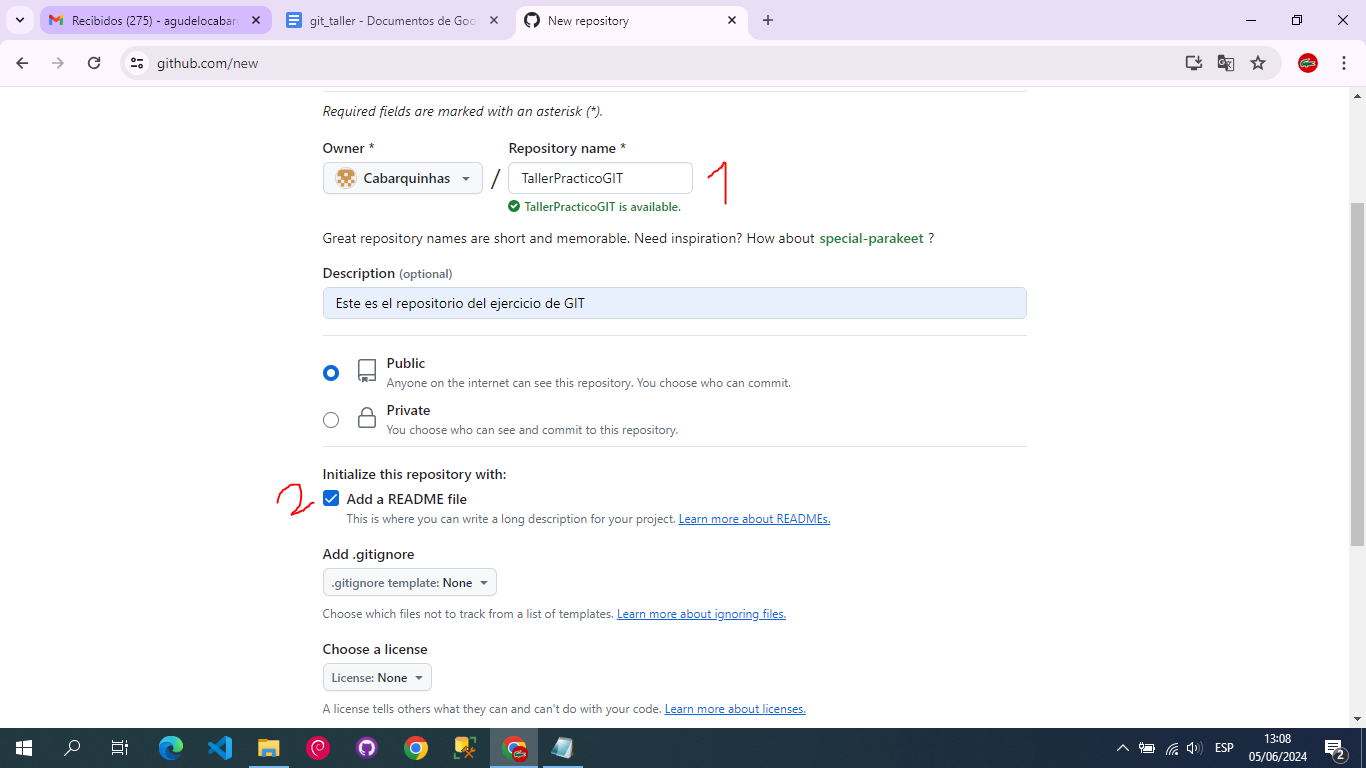 Recibidos (275) - agudelocabar
git_taller - Documentos de Goo
New repository
github.com/new
Required fields are marked with an asterisk (*).
Owner *
Repository name *
Cabarquinhas
/
TallerPracticoGIT
1
TallerPracticoGIT is available.
Great repository names are short and memorable. Need inspiration? How about special-parakeet ?
Description (optional)
Este es el repositorio del ejercicio de GIT
Public
Anyone on the internet can see this repository. You choose who can commit.
Private
You choose who can see and commit to this repository.
Initialize this repository with:
2
Add a README file
This is where you can write a long description for your project. Learn more about READMEs.
Add .gitignore
.gitignore template: None
Choose which files not to track from a list of templates. Learn more about ignoring files.
Choose a license
License: None
A license tells others what they can and can't do with your code. Learn more about licenses.
ESP
13:08
05/06/2024
2